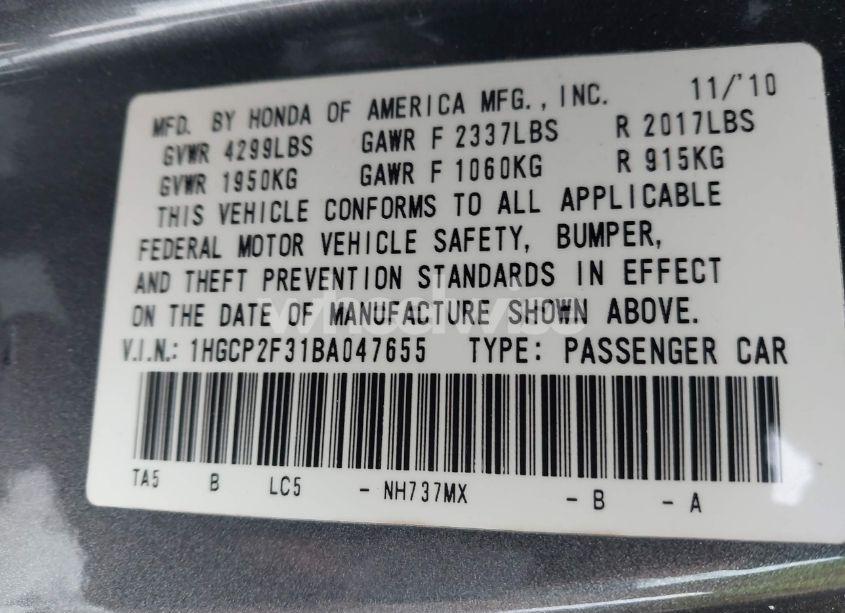 MFD. BY HONDA OF AMERICA MFG., INC. 11/'10
GVWR 4299LBS GAWR F 2337LBS R 2017LBS
GVWR 1950KG GAWR F 1060KG R 915KG
THIS VEHICLE CONFORMS TO ALL APPLICABLE
FEDERAL MOTOR VEHICLE SAFETY, BUMPER,
AND THEFT PREVENTION STANDARDS IN EFFECT
ON THE DATE OF MANUFACTURE SHOWN ABOVE.
wheelwise
V.I.N.: 1HGCP2F31BA047655 TYPE: PASSENGER CAR
TA5 B LC5 - NH737MX - B - A